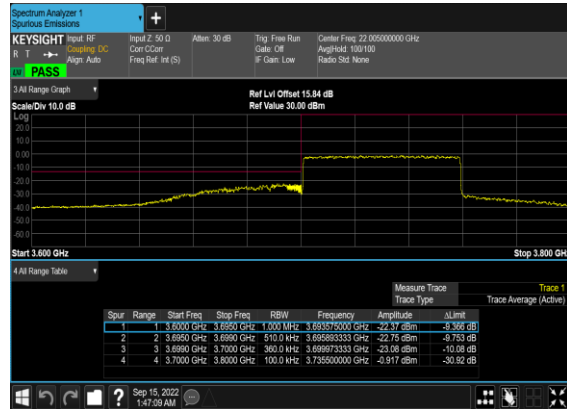 Spectrum Analyzer 1
Spurious Emissions
+
KEYSIGHT Input: RF Input Z: 50 Ω Atten: 30 dB Trig: Free Run Center Freq: 22.005000000 GHz
R T Coupling: DC Corr CCorr Gate: Off Avg|Hold: 100/100
Align: Auto Freq Ref: Int (S) IF Gain: Low Radio Std: None
PASS
3 All Range Graph
Ref Lvl Offset 15.84 dB
Scale/Div 10.0 dB Ref Value 30.00 dBm
Log
20.0
10.0
0.00
-10.0
-20.0
-30.0
-40.0
-50.0
-60.0
Start 3.600 GHz Stop 3.800 GHz
4 All Range Table
Measure Trace Trace 1
Trace Type Trace Average (Active)
Spur Range Start Freq Stop Freq RBW Frequency Amplitude ΔLimit
1 1 3.6000 GHz 3.6950 GHz 1.000 MHz 3.693575000 GHz -22.37 dBm -9.366 dB
2 2 3.6950 GHz 3.6990 GHz 510.0 kHz 3.695893333 GHz -22.75 dBm -9.753 dB
3 3 3.6990 GHz 3.7000 GHz 360.0 kHz 3.699973333 GHz -23.08 dBm -10.08 dB
4 4 3.7000 GHz 3.8000 GHz 100.0 kHz 3.735500000 GHz -0.917 dBm -30.92 dB
? Sep 15, 2022
1:47:09 AM